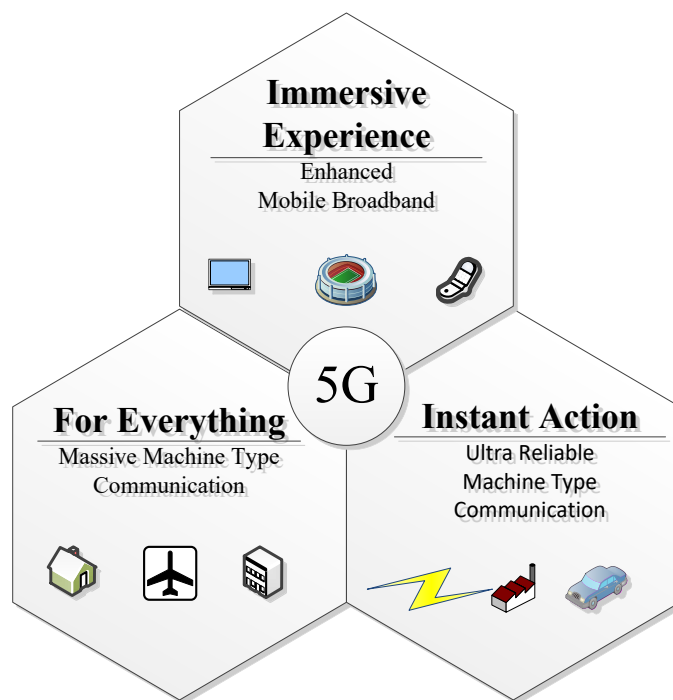 Immersive
Experience
Enhanced
Mobile Broadband
5G
For Everything
Massive Machine Type
Communication
Instant Action
Ultra Reliable
Machine Type
Communication